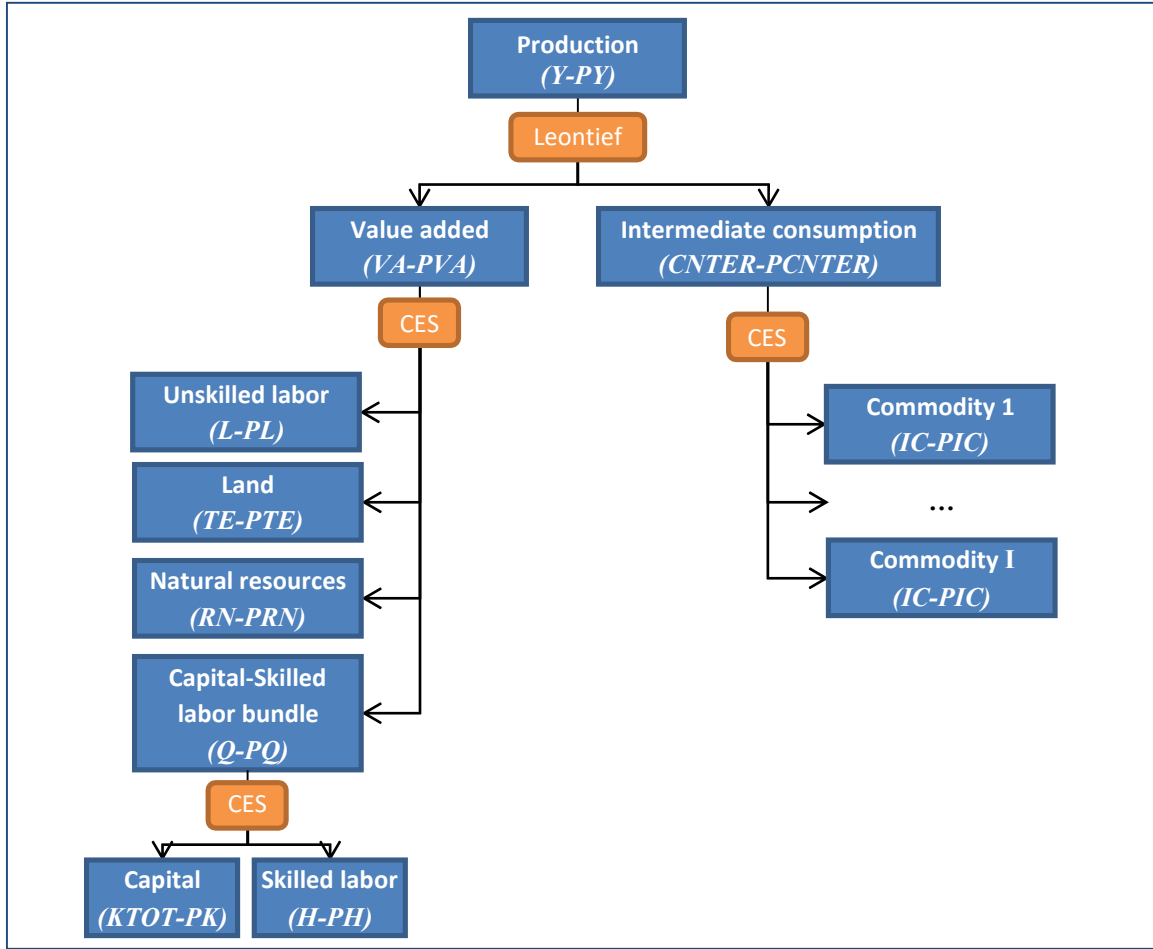 Production
(Y-PY)
Leontief
Value added
(VA-PVA)
Intermediate consumption
(CNTER-PCNTER)
CES
CES
Unskilled labor
(L-PL)
Commodity 1
(IC-PIC)
Land
(TE-PTE)
...
Natural resources
(RN-PRN)
Commodity I
(IC-PIC)
Capital-Skilled
labor bundle
(Q-PQ)
CES
Capital
(KTOT-PK)
Skilled labor
(H-PH)